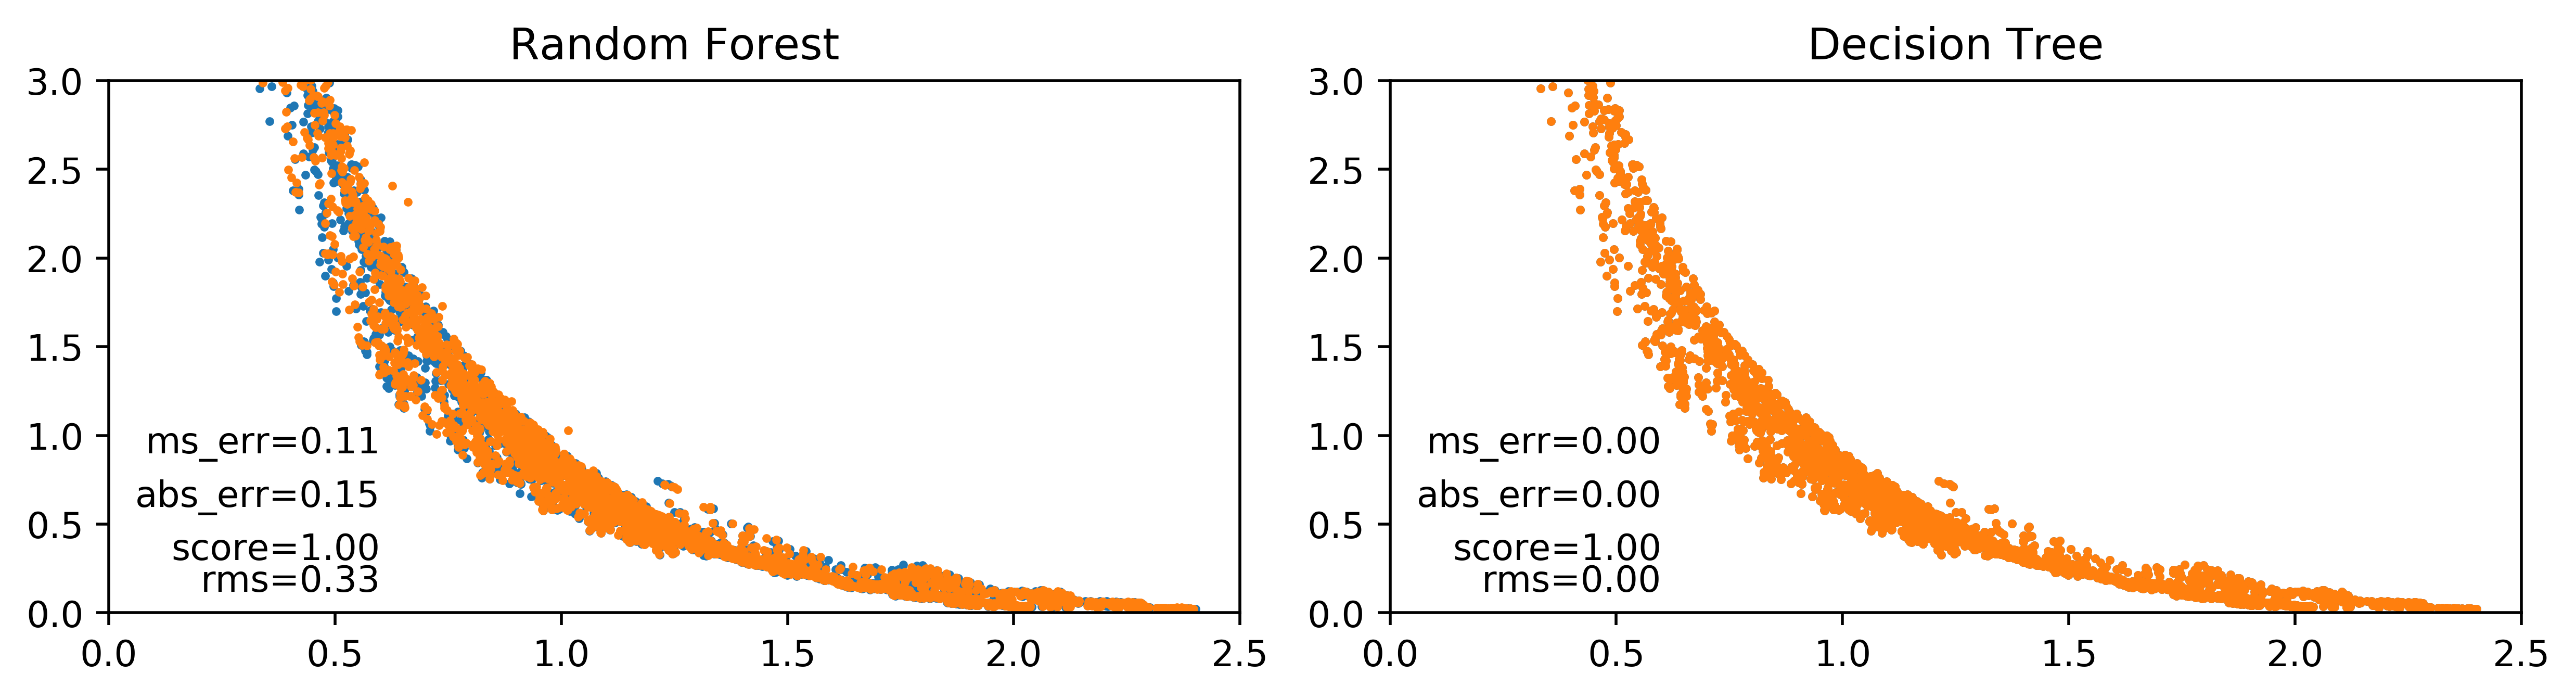 Random Forest
3.0
2.5
2.0
1.5
1.0
0.5
0.0
ms_err=0.11
abs_err=0.15
score=1.00
rms=0.33
0.0 0.5 1.0 1.5 2.0 2.5
Decision Tree
3.0
2.5
2.0
1.5
1.0
0.5
0.0
ms_err=0.00
abs_err=0.00
score=1.00
rms=0.00
0.0 0.5 1.0 1.5 2.0 2.5